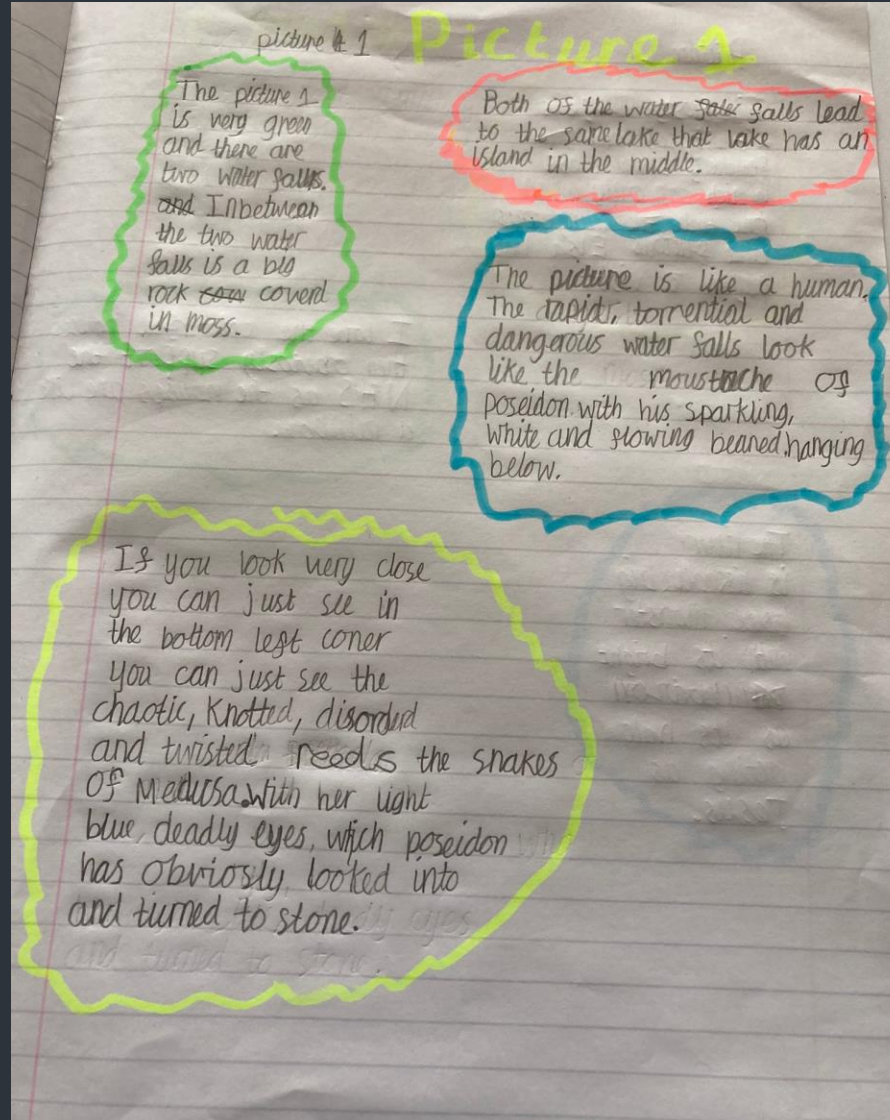 picture # 1 Picture 1
The picture 1
is very green
and there are
two water falls.
and Inbetween
the two water
falls is a big
rock coverd
in moss.
Both of the water falls lead
to the same lake that lake has an
island in the middle.
The picture is like a human.
The rapids, torrential and
dangerous water falls look
like the moustache of
poseidon with his sparkling,
white and flowing beaned, hanging
below.
If you look very close
you can just see in
the bottom left coner
you can just see the
chaotic, Knotted, disorderd
and twisted reeds the snakes
of Medusa. With her light
blue, deadly eyes, which poseidon
has obviosly looked into
and turned to stone.